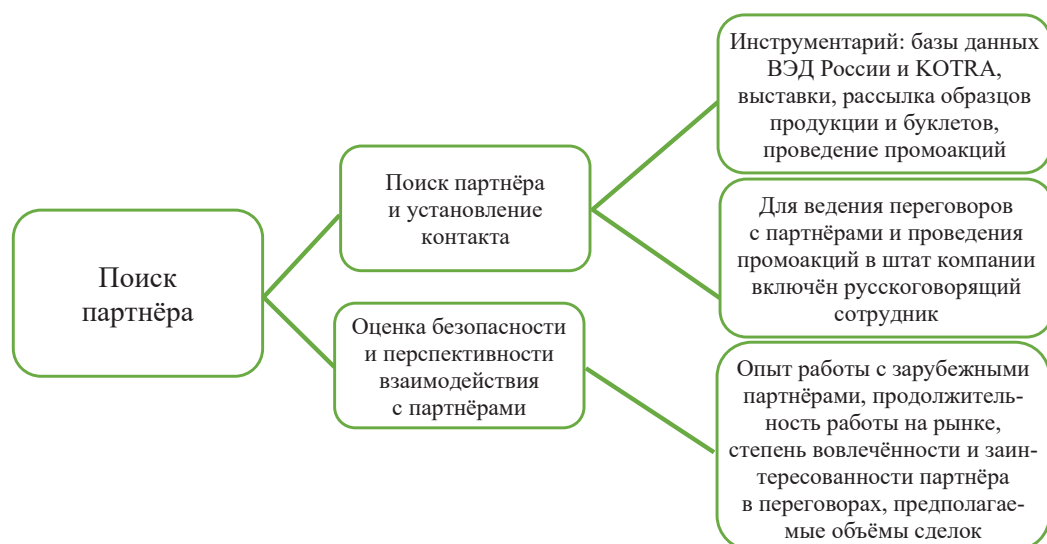 Поиск
партнёра
Поиск партнёра
и установление
контакта
Оценка безопасности
и перспективности
взаимодействия
с партнёрами
Инструментарий: базы данных
ВЭД России и KOTRA,
выставки, рассылка образцов
продукции и буклетов,
проведение промоакций
Для ведения переговоров
с партнёрами и проведения
промоакций в штат компании
включён русскоговорящий
сотрудник
Опыт работы с зарубежными
партнёрами, продолжитель-
ность работы на рынке,
степень вовлечённости и заин-
тересованности партнёра
в переговорах, предполагае-
мые объёмы сделок